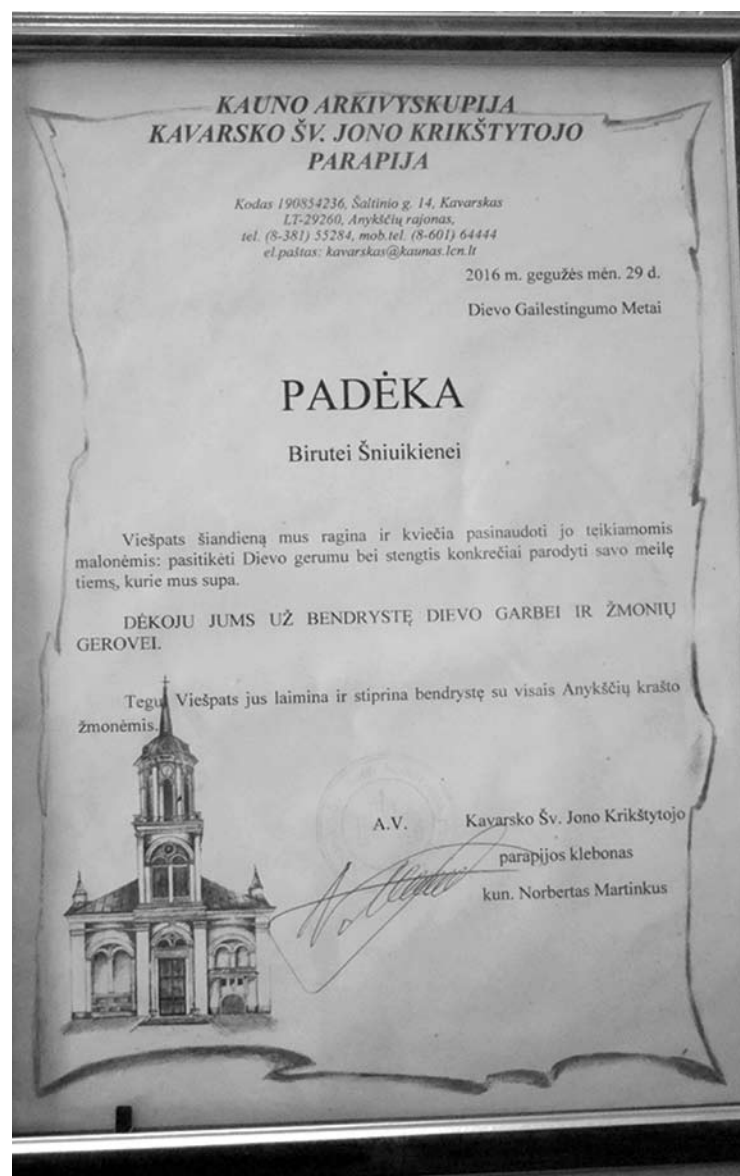 KAUNO ARKIVYSKUPIJA
KAVARSKO ŠV. JONO KRIKŠTYTOJO
PARAPIJA
Kodas 190854236, Šaltinio g. 14, Kavarskas
LT-29260, Anykščių rajonas,
tel. (8-381) 55284, mob.tel. (8-601) 64444
el.paštas: kavarskas@kaunas.lcn.lt
2016 m. gegužės mėn. 29 d.
Dievo Gailestingumo Metai
PADĖKA
Birutei Šniuikienei
Viešpats šiandieną mus ragina ir kviečia pasinaudoti jo teikiamomis
malonėmis: pasitikėti Dievo gerumu bei stengtis konkrečiai parodyti savo meilę
tiems, kurie mus supa.
DĖKOJU JUMS UŽ BENDRYSTĘ DIEVO GARBEI IR ŽMONIŲ
GEROVEI.
Tegul Viešpats jus laimina ir stiprina bendrystę su visais Anykščių krašto
žmonėmis.
A.V.
Kavarsko Šv. Jono Krikštytojo
parapijos klebonas
kun. Norbertas Martinkus